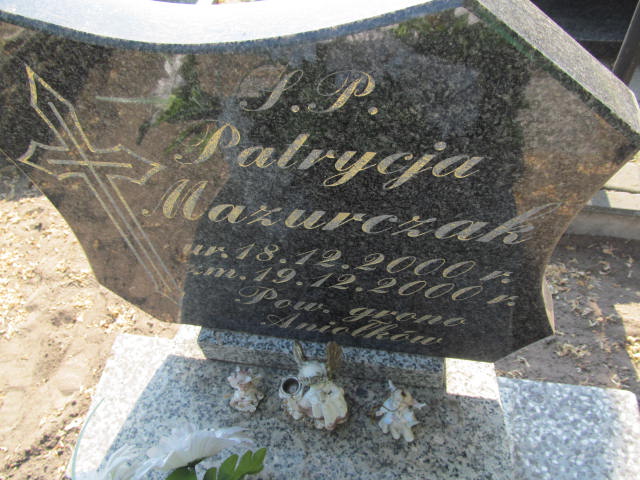 Ś.P.
Patrycja
Mazurczak
ur. 18.12.2000 r.
zm. 19.12.2000 r.
Pow. grono
Aniołków